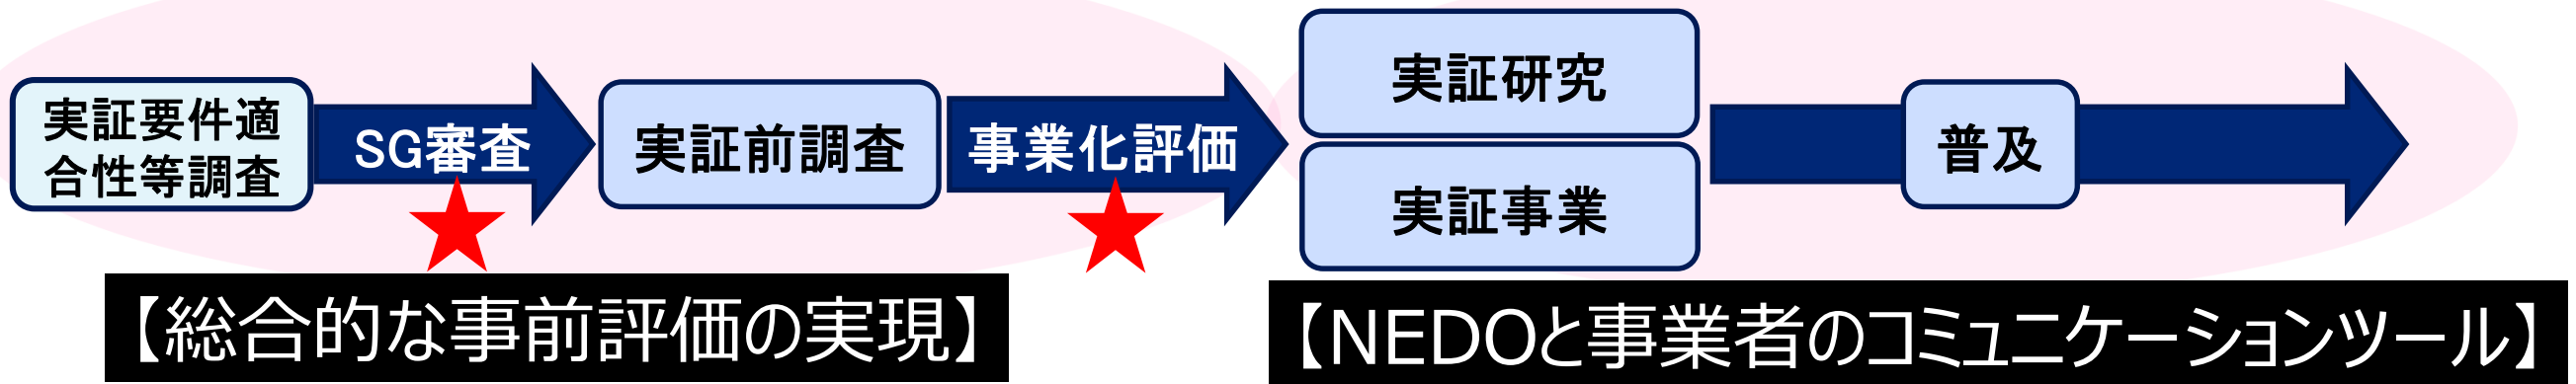 実証要件適
合性等調査
SG審査
実証前調査
事業化評価
実証研究
実証事業
普及
【総合的な事前評価の実現】
【NEDOと事業者のコミュニケーションツール】